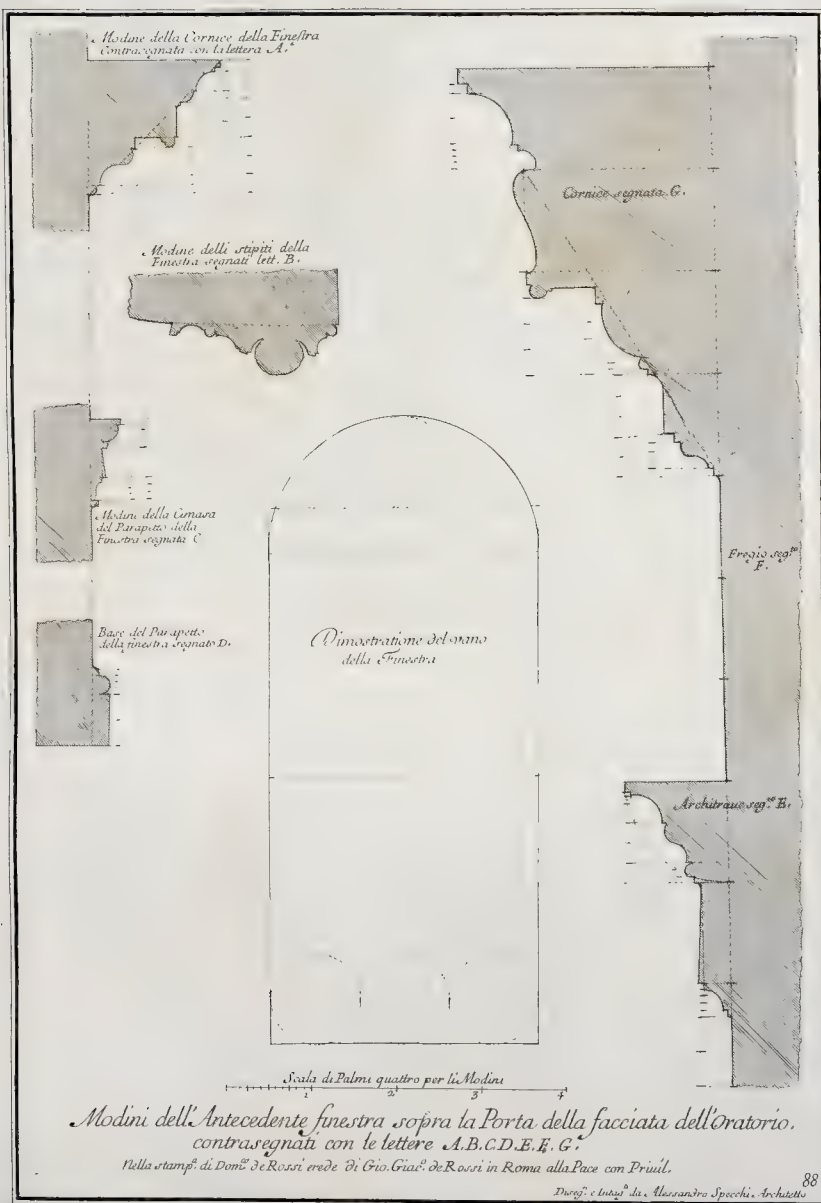 Modine della Cornice della Finestra
Contrasegnata con la lettera A.ᵃ
Cornice segnata G.
Modine delli stipiti della
Finestra segnati lett. B.
Modini della Cimasa
del Parapetto della
Finestra segnata C
Fregio seg.ᵗᵒ
F.
Base del Parapetto
della finestra segnato D.
Dimostratione del vano
della Finestra
Architraue seg.ᵗᵒ E.
Scala di Palmi quattro per li Modini
1 2 3 4
Modini dell'Antecedente finestra sopra la Porta della facciata dell'Oratorio.
contrasegnati con le lettere A.B.C.D.E.F.G.
Nella stamp.ᵃ di Dom.ᶜᵒ de Rossi erede di Gio. Giac.º de Rossi in Roma alla Pace con Priuil.
88
Diseg.º e Intag.º da Alessandro Specchi Architetto